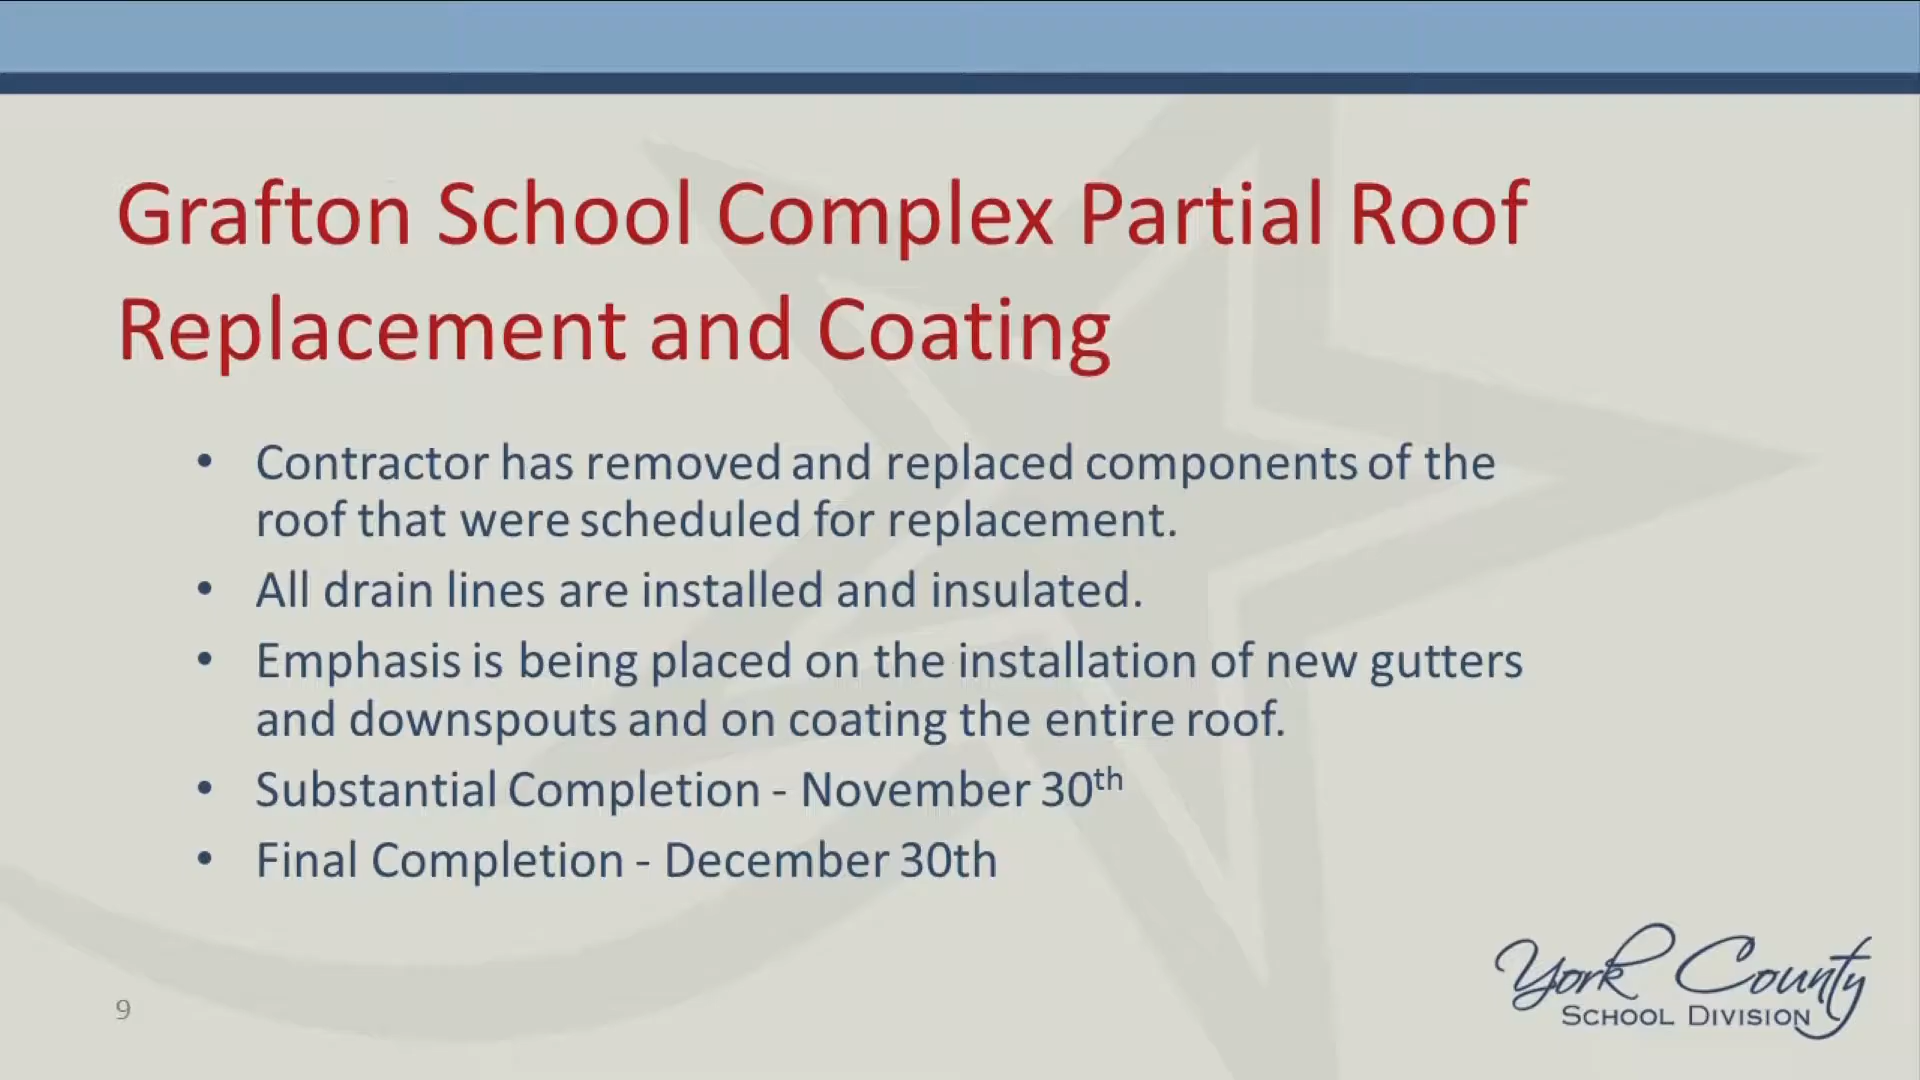 Grafton School Complex Partial Roof
Replacement and Coating
• Contractor has removed and replaced components of the
roof that were scheduled for replacement.
• All drain lines are installed and insulated.
• Emphasis is being placed on the installation of new gutters
and downspouts and on coating the entire roof.
• Substantial Completion - November 30th
• Final Completion - December 30th
9
York County
SCHOOL DIVISION